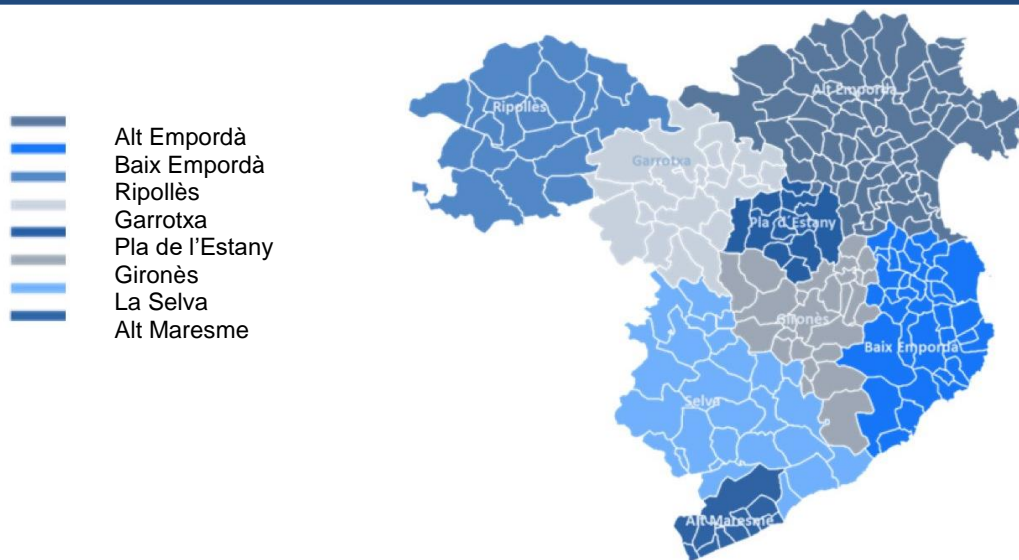 Alt Empordà
Baix Empordà
Ripollès
Garrotxa
Pla de l’Estany
Gironès
La Selva
Alt Maresme
Alt Empordà
Ripollès
Garrotxa
Pla d´Estany
Gironès
Baix Empordà
Selva
Alt Maresme